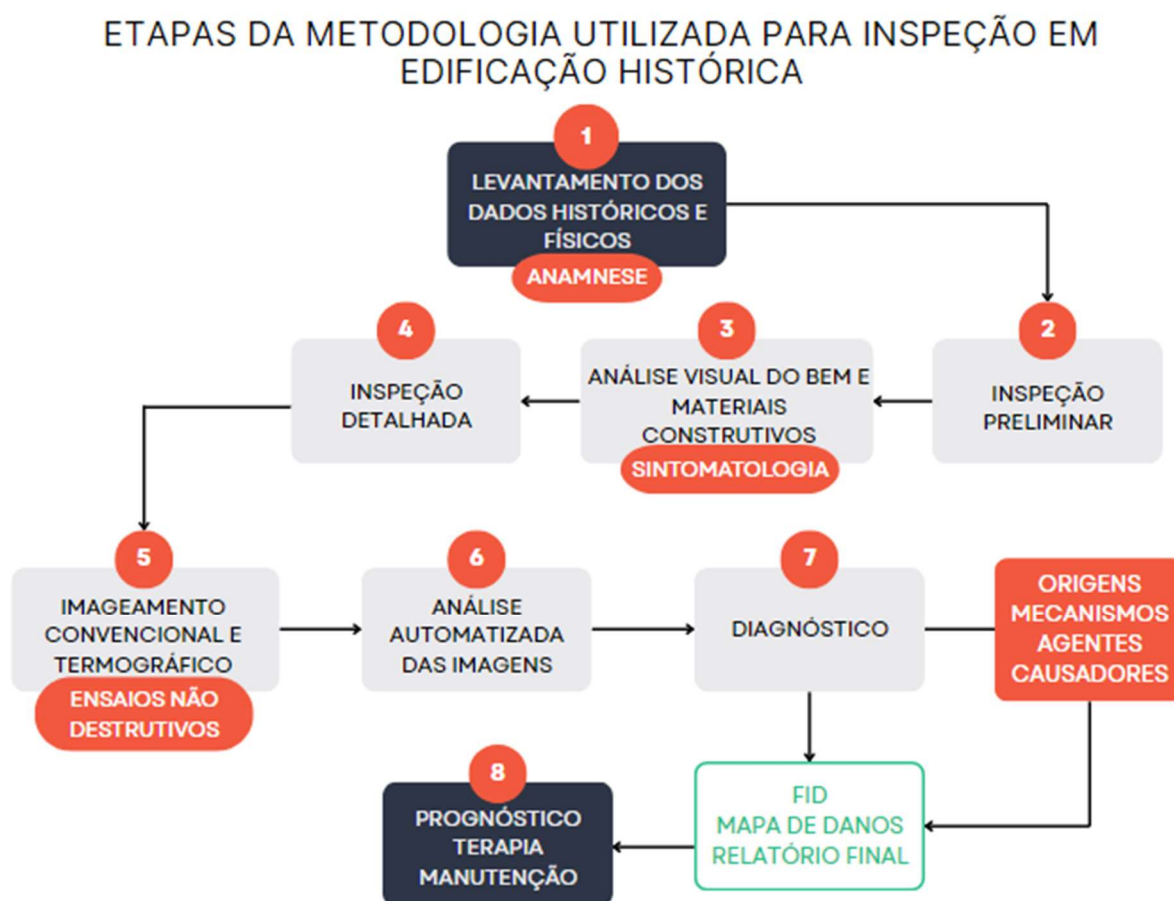 ETAPAS DA METODOLOGIA UTILIZADA PARA INSPEÇÃO EM
EDIFICAÇÃO HISTÓRICA
1
LEVANTAMENTO DOS
DADOS HISTÓRICOS E
FÍSICOS
ANAMNESE
2
INSPEÇÃO
PRELIMINAR
3
ANÁLISE VISUAL DO BEM E
MATERIAIS
CONSTRUTIVOS
SINTOMATOLOGIA
4
INSPEÇÃO
DETALHADA
5
IMAGEAMENTO
CONVENCIONAL E
TERMOGRÁFICO
ENSAIOS NÃO
DESTRUTIVOS
6
ANÁLISE
AUTOMATIZADA
DAS IMAGENS
7
DIAGNÓSTICO
ORIGENS
MECANISMOS
AGENTES
CAUSADORES
FID
MAPA DE DANOS
RELATÓRIO FINAL
8
PROGNÓSTICO
TERAPIA
MANUTENÇÃO